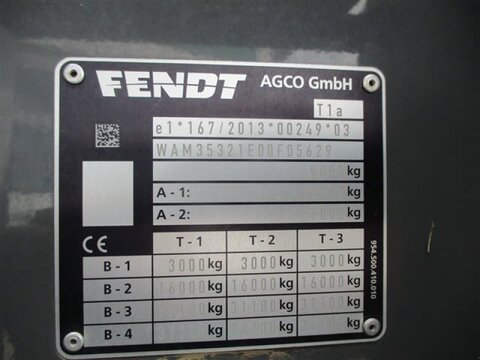 FENDT AGCO GmbH
T1a
e1*167/2013*00249*03
WAM35321E00F05629
kg
A - 1: kg
A - 2: kg
T - 1 T - 2 T - 3
B - 1 3000 kg 3000 kg 3000 kg
B - 2 16000 kg 16000 kg 16000 kg
B - 3 kg kg kg
B - 4 kg kg kg
CE
954.500.410.010